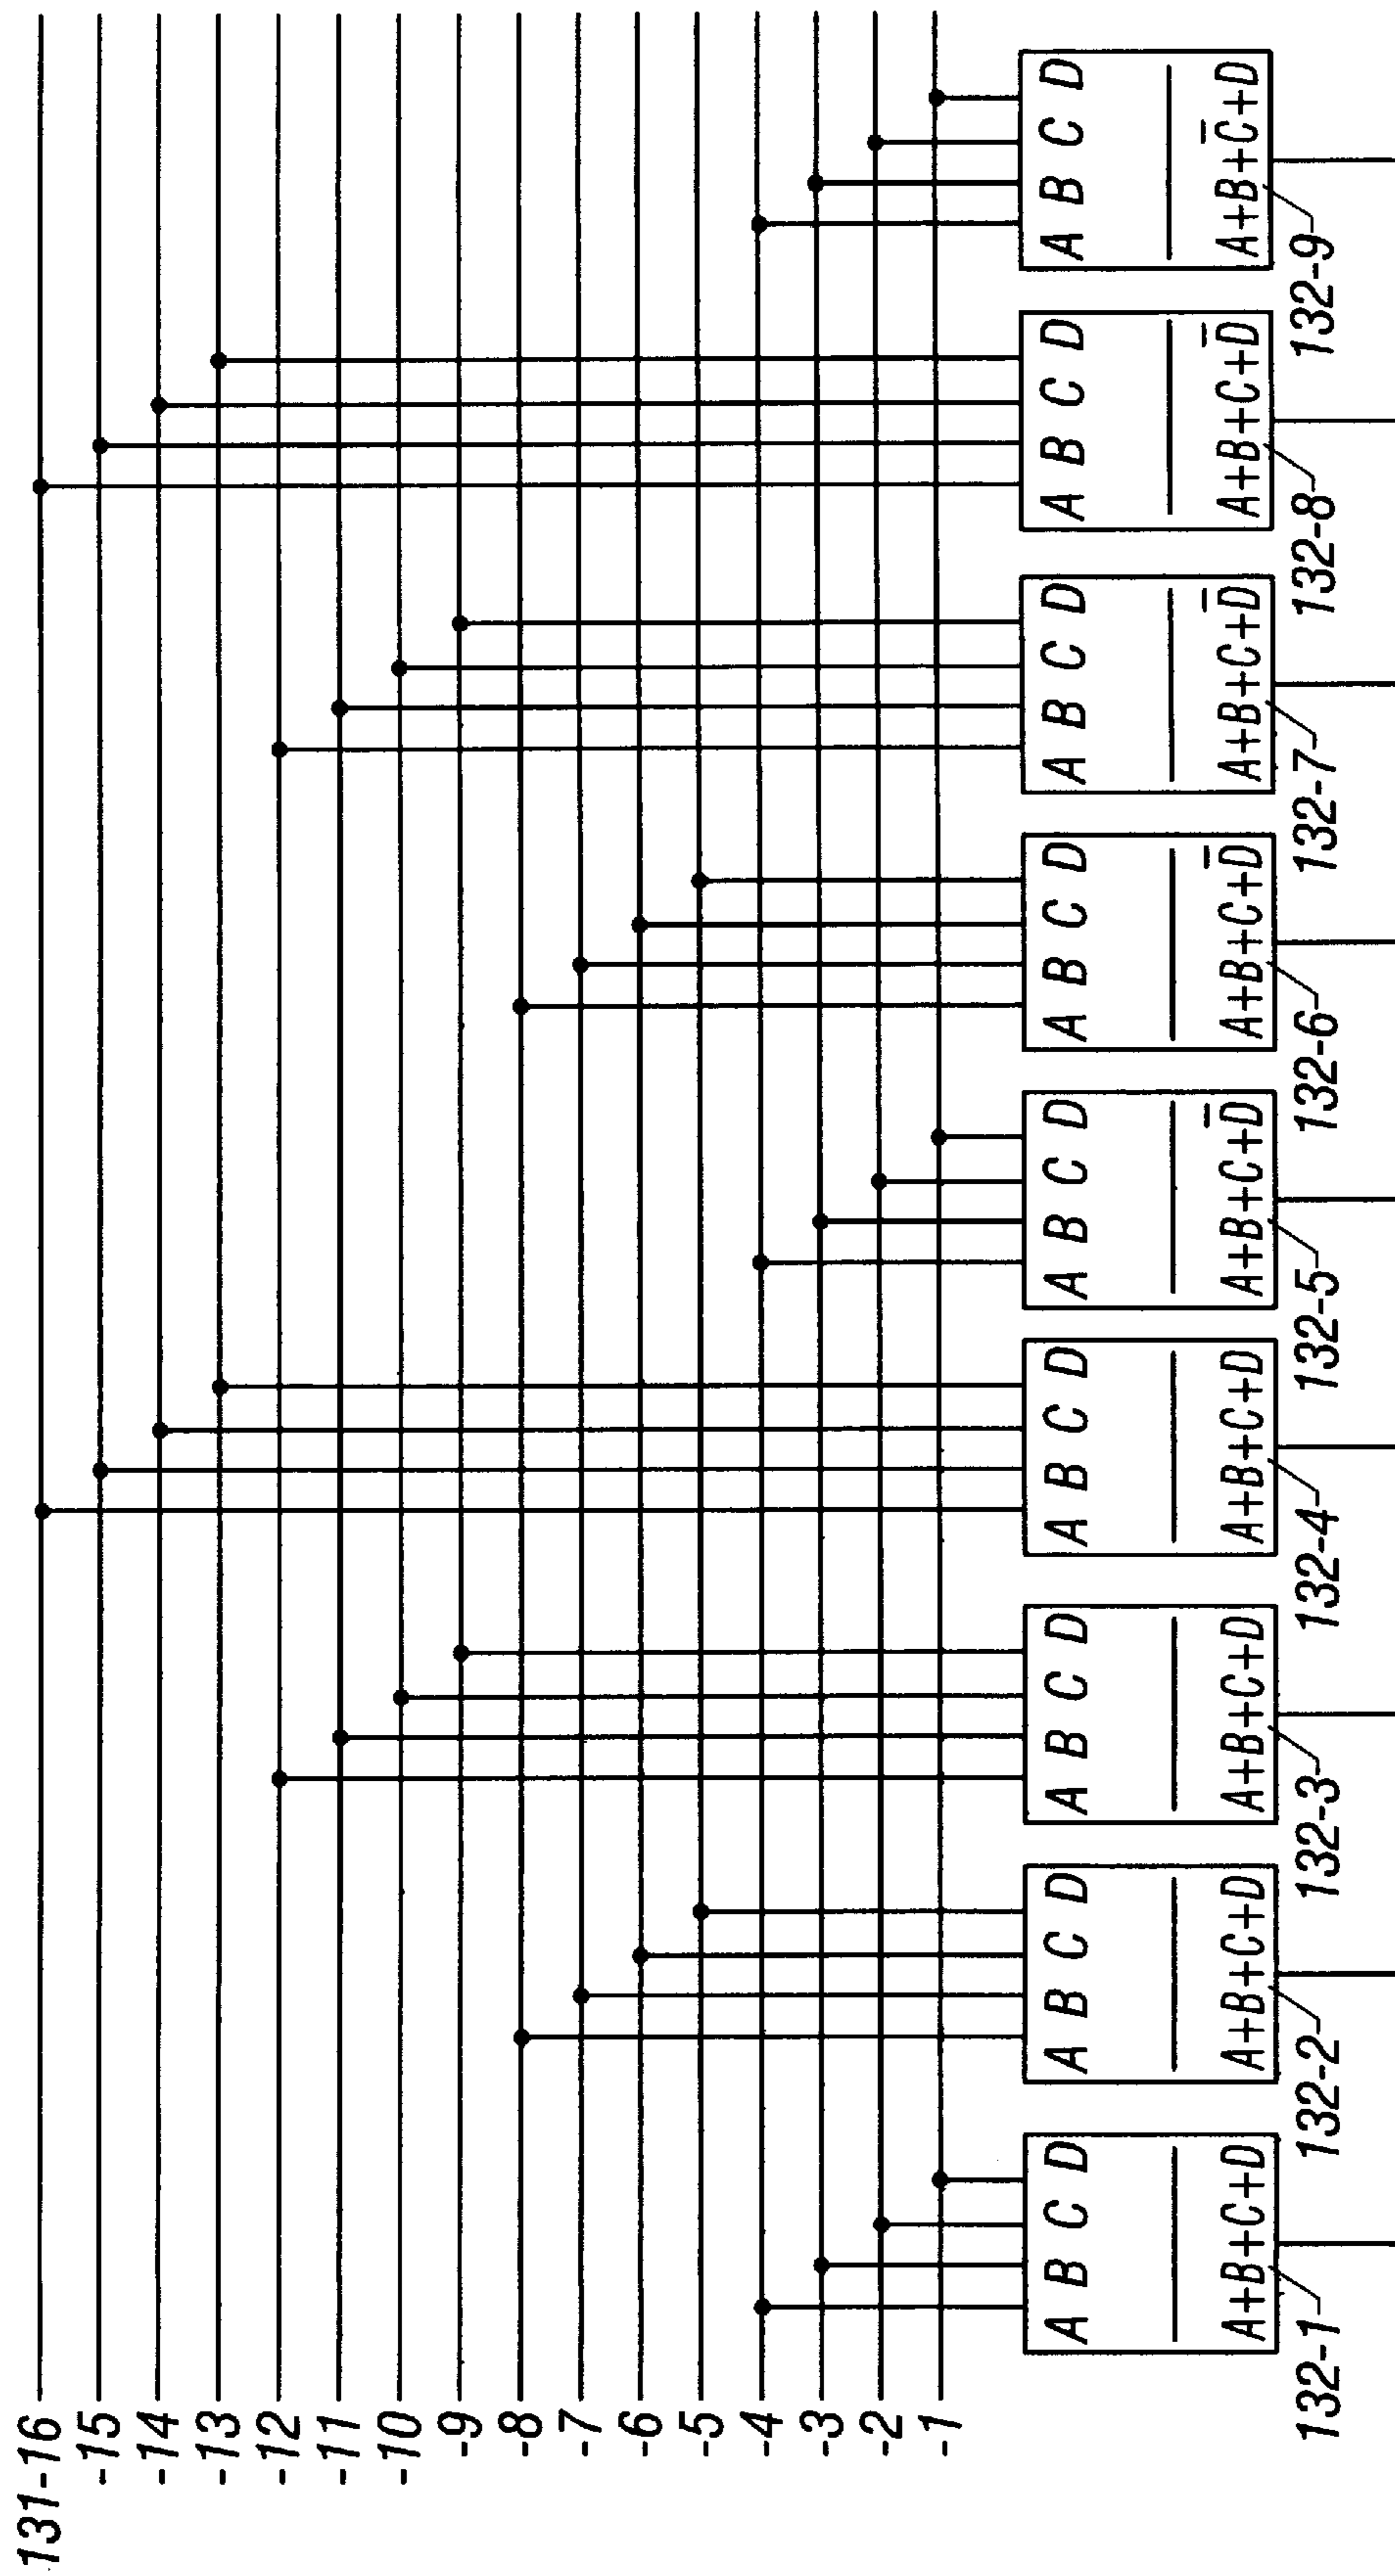 131-16
-15
-14
-13
-12
-11
-10
-9
-8
-7
-6
-5
-4
-3
-2
-1
A B C D
A+B+C+D
132-1
A B C D
A+B+C+D
132-2
A B C D
A+B+C+D
132-3
A B C D
A+B+C+D
132-4
A B C D
A+B+C+D̅
132-5
A B C D
A+B+C+D̅
132-6
A B C D
A+B+C+D̅
132-7
A B C D
A+B+C+D̅
132-8
A B C D
A+B+C̅+D
132-9